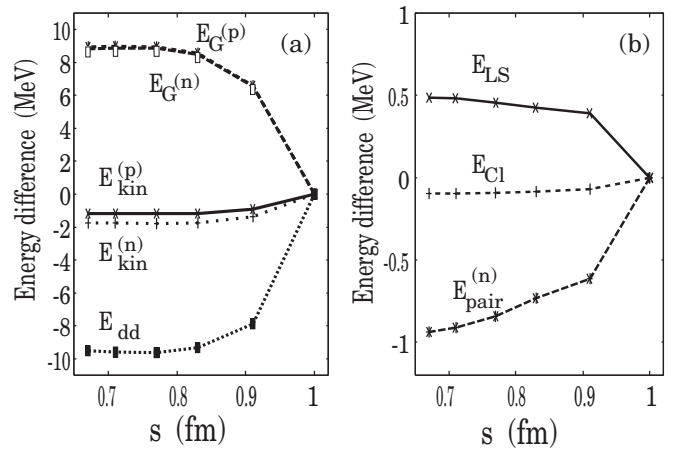 10
8
6
4
2
0
-2
-4
-6
-8
-10
Energy difference (MeV)
E_G^(p)
(a)
E_G^(n)
E_kin^(p)
E_kin^(n)
E_dd
0.7
0.8
0.9
1
s (fm)
1
0.5
0
-0.5
-1
Energy difference (MeV)
(b)
E_LS
E_Cl
E_pair^(n)
0.7
0.8
0.9
1
s (fm)